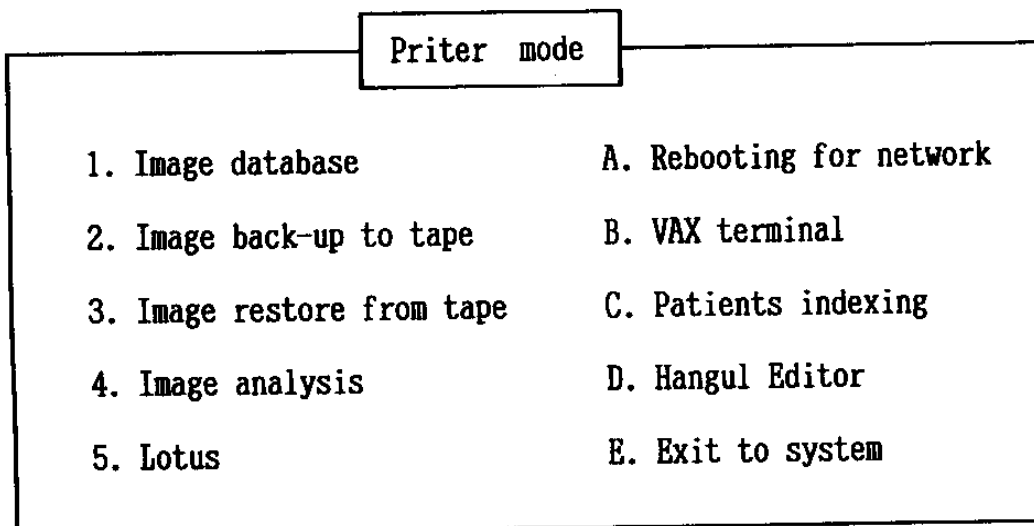 Priter mode
1. Image database
2. Image back-up to tape
3. Image restore from tape
4. Image analysis
5. Lotus
A. Rebooting for network
B. VAX terminal
C. Patients indexing
D. Hangul Editor
E. Exit to system